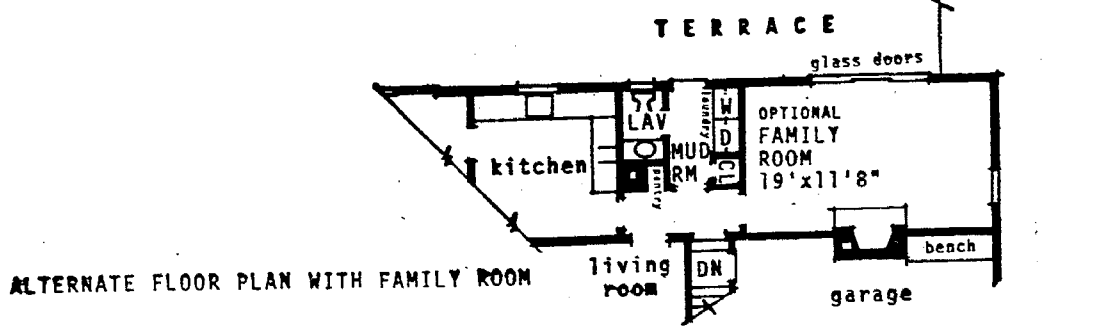 TERRACE
glass doors
OPTIONAL
FAMILY
ROOM
19'x11'8"
W
D
CL
laundry
LAV
MUD
RM
pantry
kitchen
bench
living
room
DN
garage
ALTERNATE FLOOR PLAN WITH FAMILY ROOM